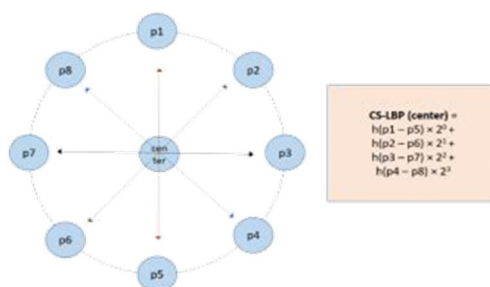 p1
p8
p2
p7
cen
ter
p3
p6
p4
p5
CS-LBP (center) =
h(p1 – p5) × 2⁰ +
h(p2 – p6) × 2¹ +
h(p3 – p7) × 2² +
h(p4 – p8) × 2³